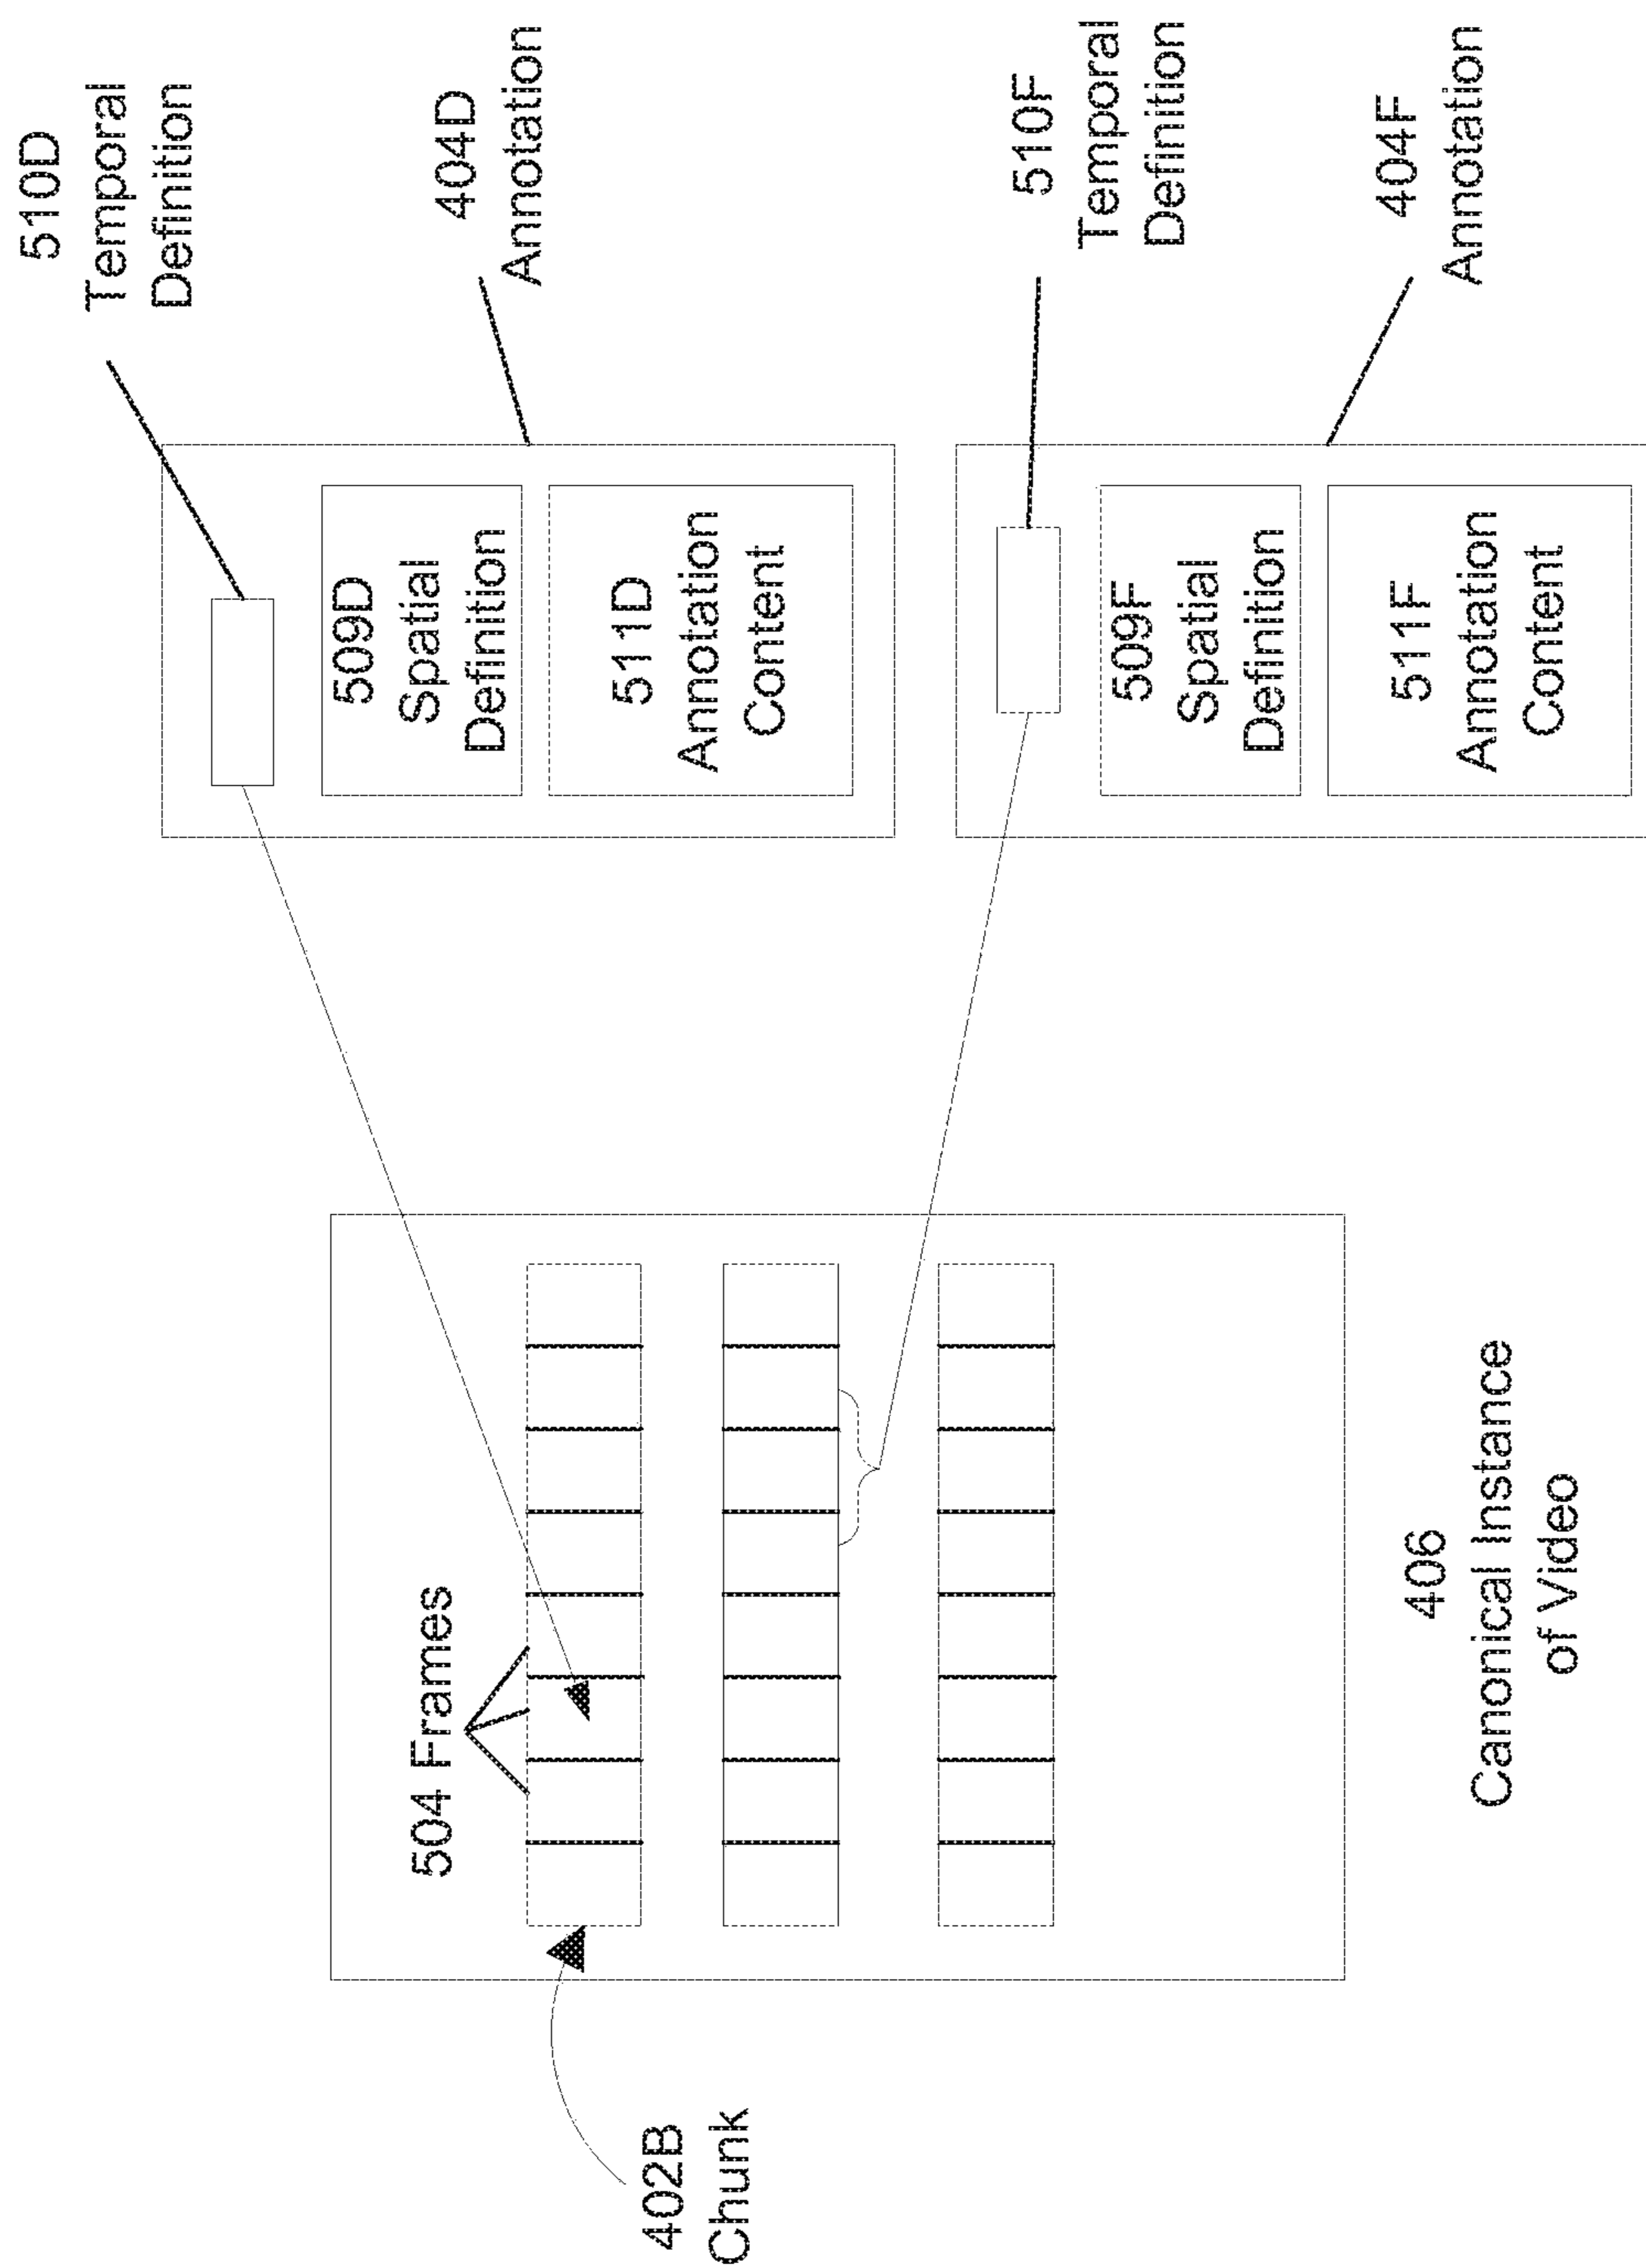 402B
Chunk
504 Frames
406
Canonical Instance
of Video
510D
Temporal
Definition
509D
Spatial
Definition
511D
Annotation
Content
404D
Annotation
510F
Temporal
Definition
509F
Spatial
Definition
511F
Annotation
Content
404F
Annotation